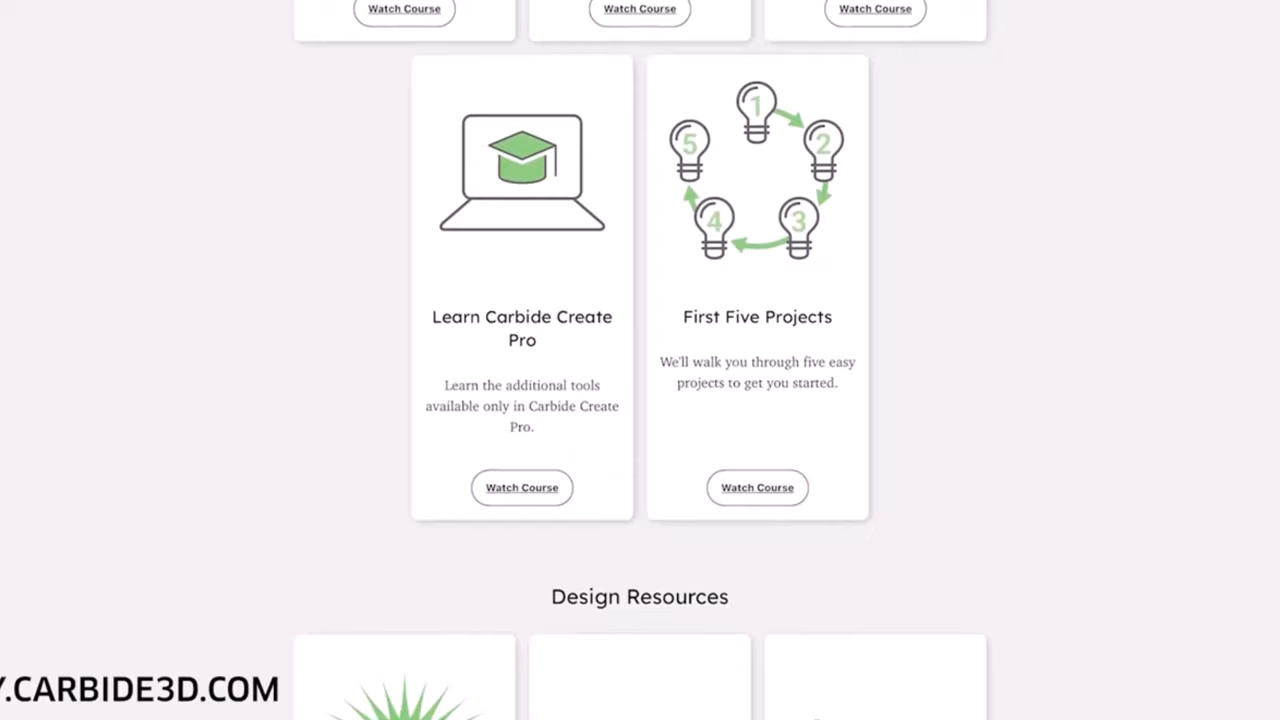 Watch Course
Watch Course
Watch Course
1
2
3
4
5
Learn Carbide Create
Pro
Learn the additional tools
available only in Carbide Create
Pro.
Watch Course
First Five Projects
We'll walk you through five easy
projects to get you started.
Watch Course
Design Resources
Y.CARBIDE3D.COM